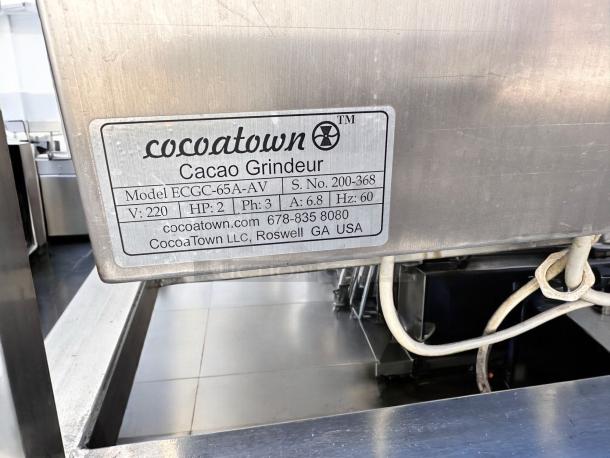 cocoatown TM
Cacao Grindeur
Model ECGC-65A-AV S. No. 200-368
V: 220 HP: 2 Ph: 3 A: 6.8 Hz: 60
cocoatown.com 678-835 8080
CocoaTown LLC, Roswell GA USA